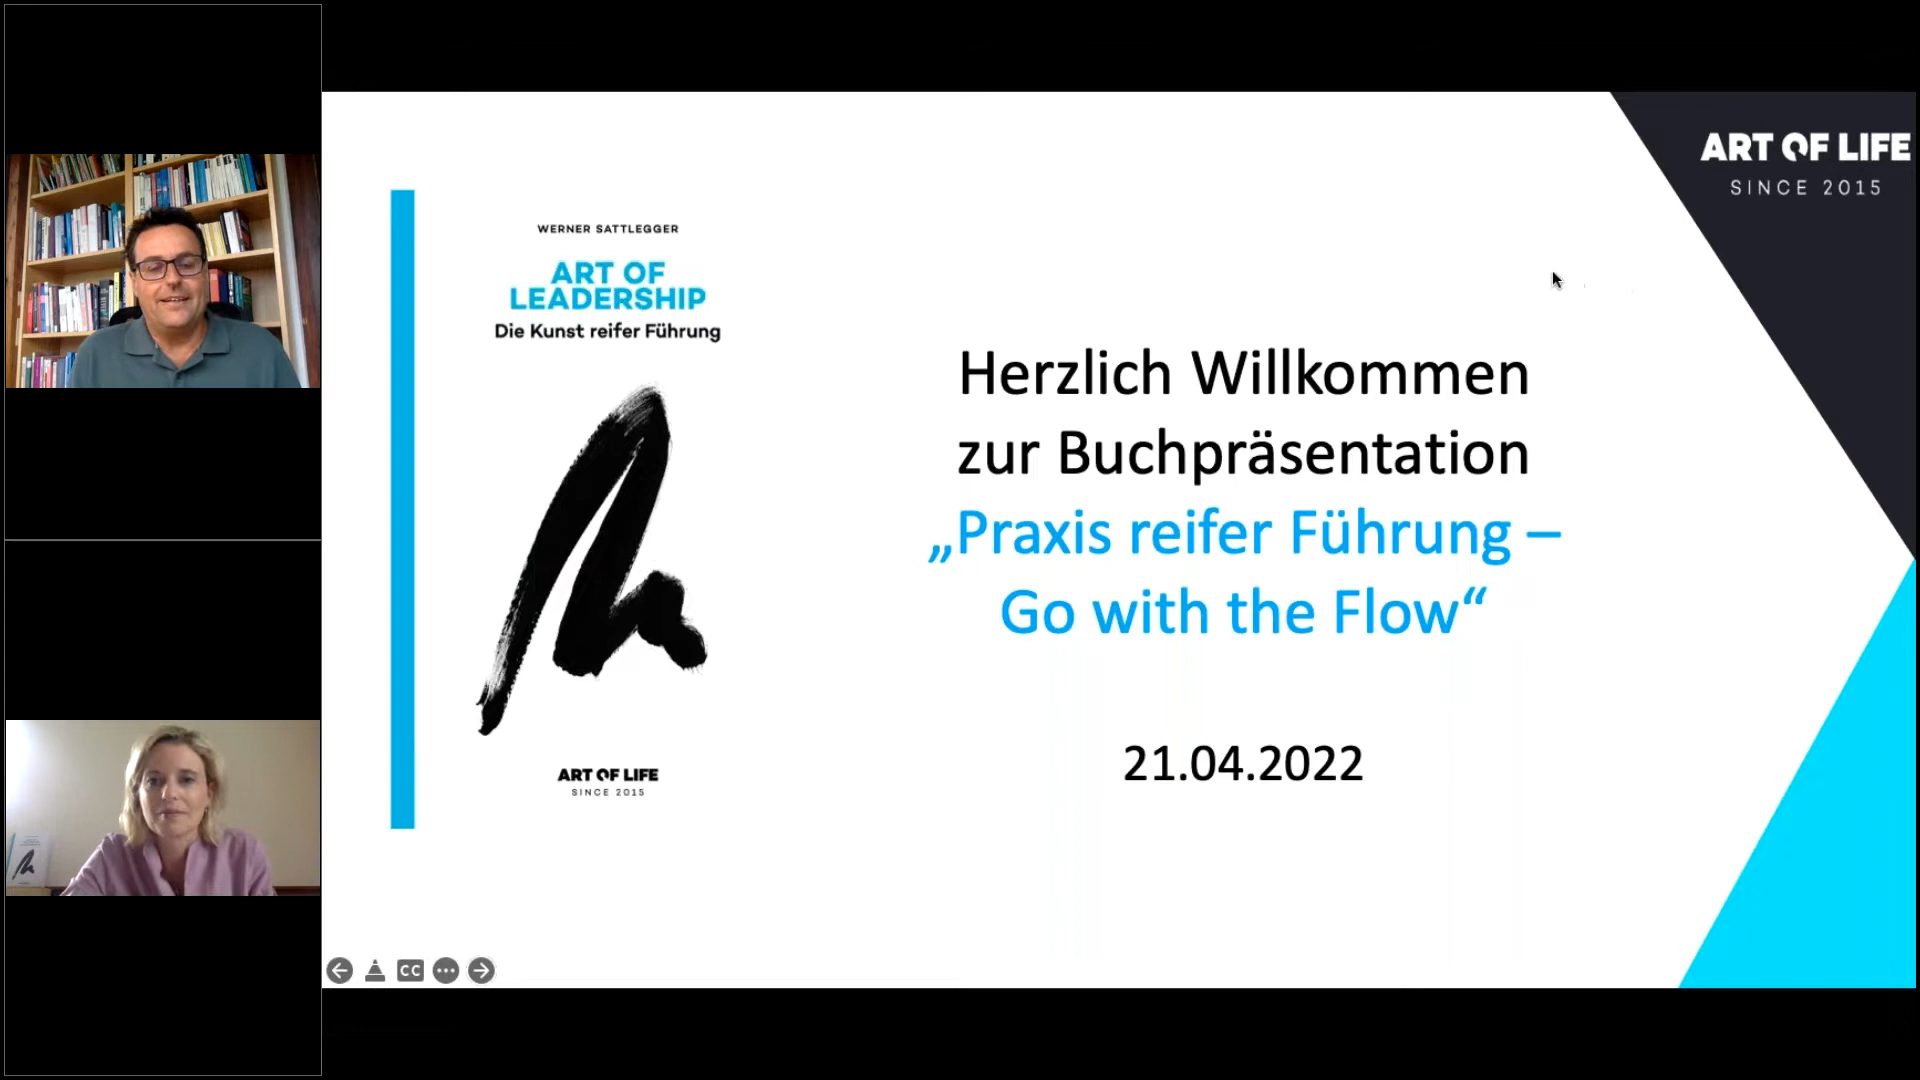 WERNER SATTLEGGER
ART OF
LEADERSHIP
Die Kunst reifer Führung
ART OF LIFE
SINCE 2015
Herzlich Willkommen
zur Buchpräsentation
„Praxis reifer Führung –
Go with the Flow“
21.04.2022
ART OF LIFE
SINCE 2015
CC